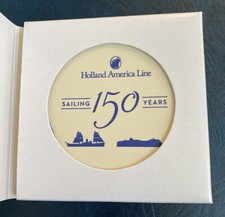 Holland America Line
SAILING 150 YEARS